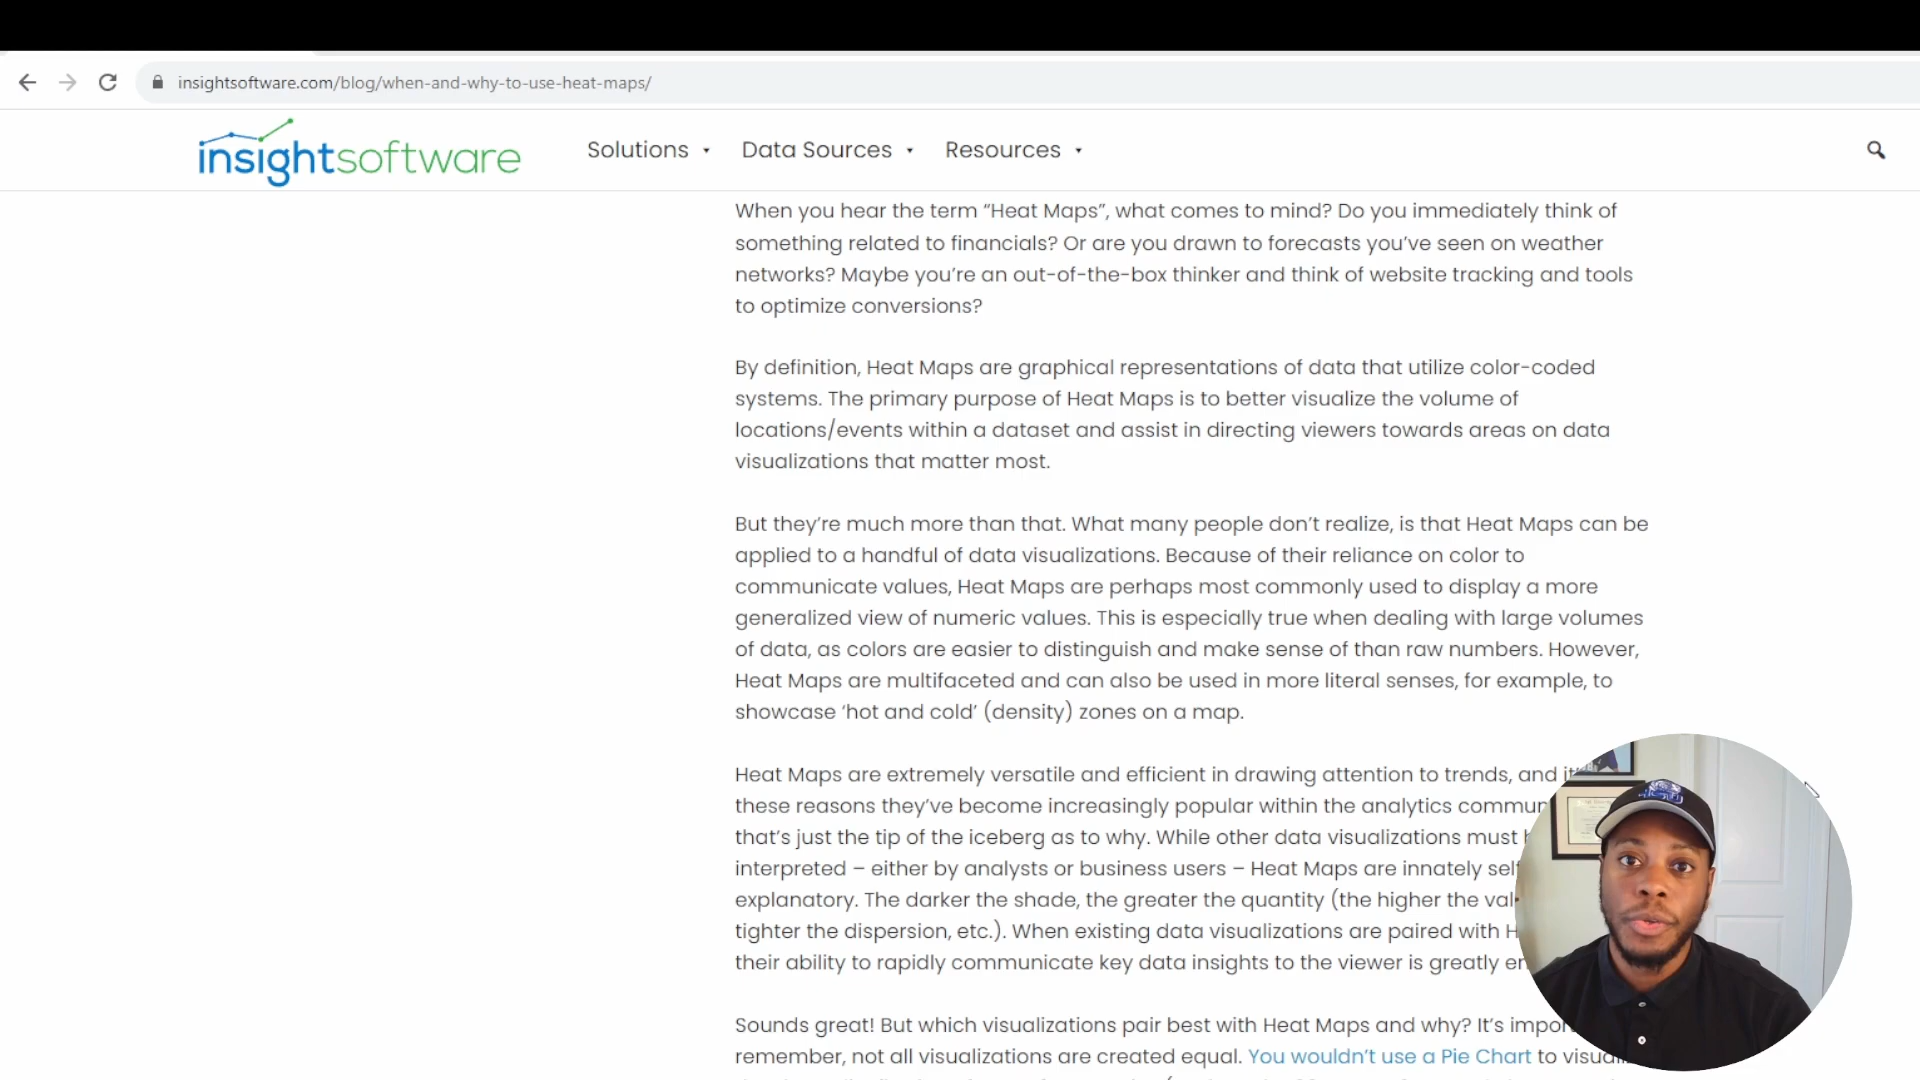 insightsoftware.com/blog/when-and-why-to-use-heat-maps/
insightsoftware
Solutions
Data Sources
Resources
When you hear the term “Heat Maps”, what comes to mind? Do you immediately think of
something related to financials? Or are you drawn to forecasts you’ve seen on weather
networks? Maybe you’re an out-of-the-box thinker and think of website tracking and tools
to optimize conversions?
By definition, Heat Maps are graphical representations of data that utilize color-coded
systems. The primary purpose of Heat Maps is to better visualize the volume of
locations/events within a dataset and assist in directing viewers towards areas on data
visualizations that matter most.
But they’re much more than that. What many people don’t realize, is that Heat Maps can be
applied to a handful of data visualizations. Because of their reliance on color to
communicate values, Heat Maps are perhaps most commonly used to display a more
generalized view of numeric values. This is especially true when dealing with large volumes
of data, as colors are easier to distinguish and make sense of than raw numbers. However,
Heat Maps are multifaceted and can also be used in more literal senses, for example, to
showcase ‘hot and cold’ (density) zones on a map.
Heat Maps are extremely versatile and efficient in drawing attention to trends, and
these reasons they’ve become increasingly popular within the analytics
that’s just the tip of the iceberg as to why. While other data visualizations must
interpreted – either by analysts or business users – Heat Maps are innately
explanatory. The darker the shade, the greater the quantity (the higher the
tighter the dispersion, etc.). When existing data visualizations are paired with
their ability to rapidly communicate key data insights to the viewer is greatly
Sounds great! But which visualizations pair best with Heat Maps and why? It’s
remember, not all visualizations are created equal. You wouldn’t use a Pie Chart to